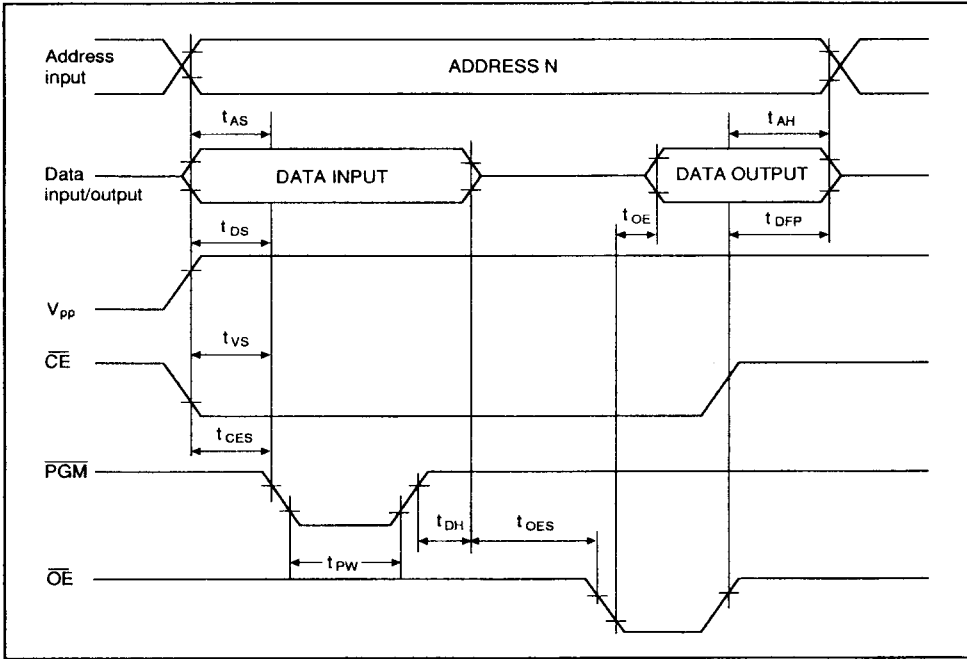 Address
input
ADDRESS N
t AS
t AH
Data
input/output
DATA INPUT
DATA OUTPUT
t OE
t DS
t DFP
Vpp
t VS
CE
t CES
PGM
t DH
t OES
t PW
OE